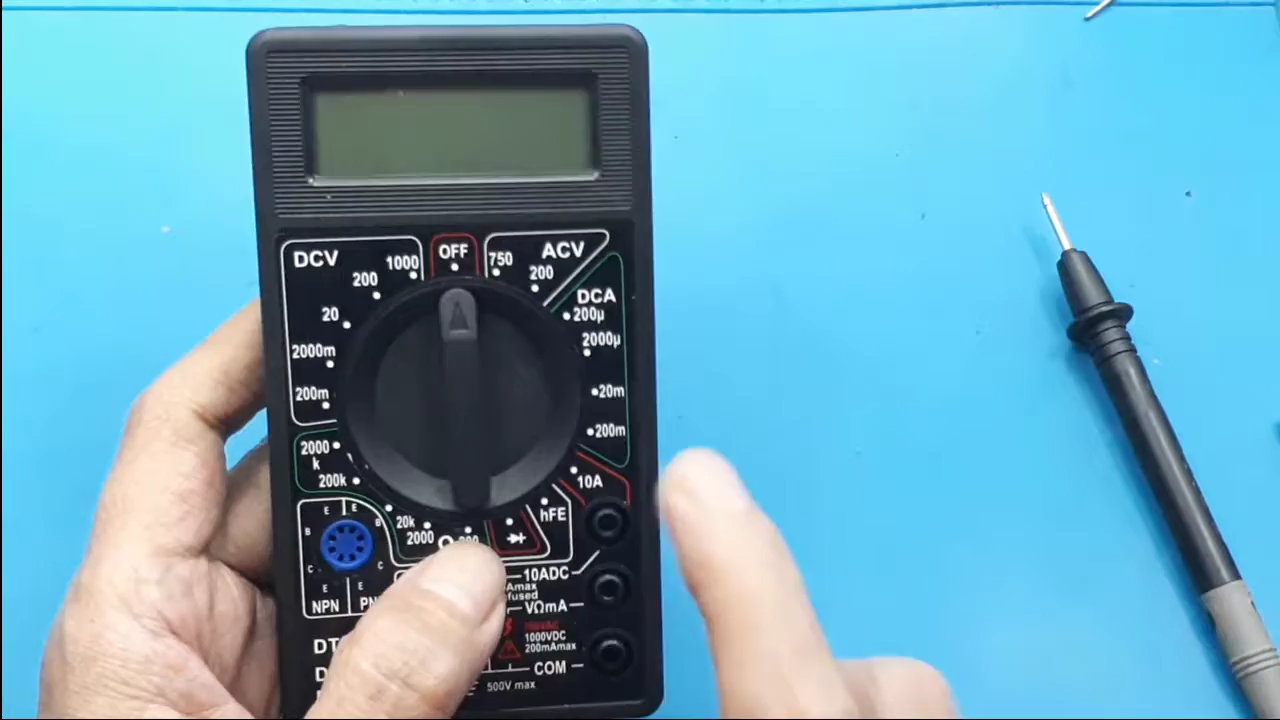 DCV
OFF
ACV
1000
750
200
200
DCA
20
200µ
2000m
2000µ
200m
20m
200m
2000
k
200k
10A
20k
2000
Ω
hFE
E
E
B
B
C
C
E
E
NPN
10ADC
VΩmA
1000VDC
200mAmax
COM
500V max